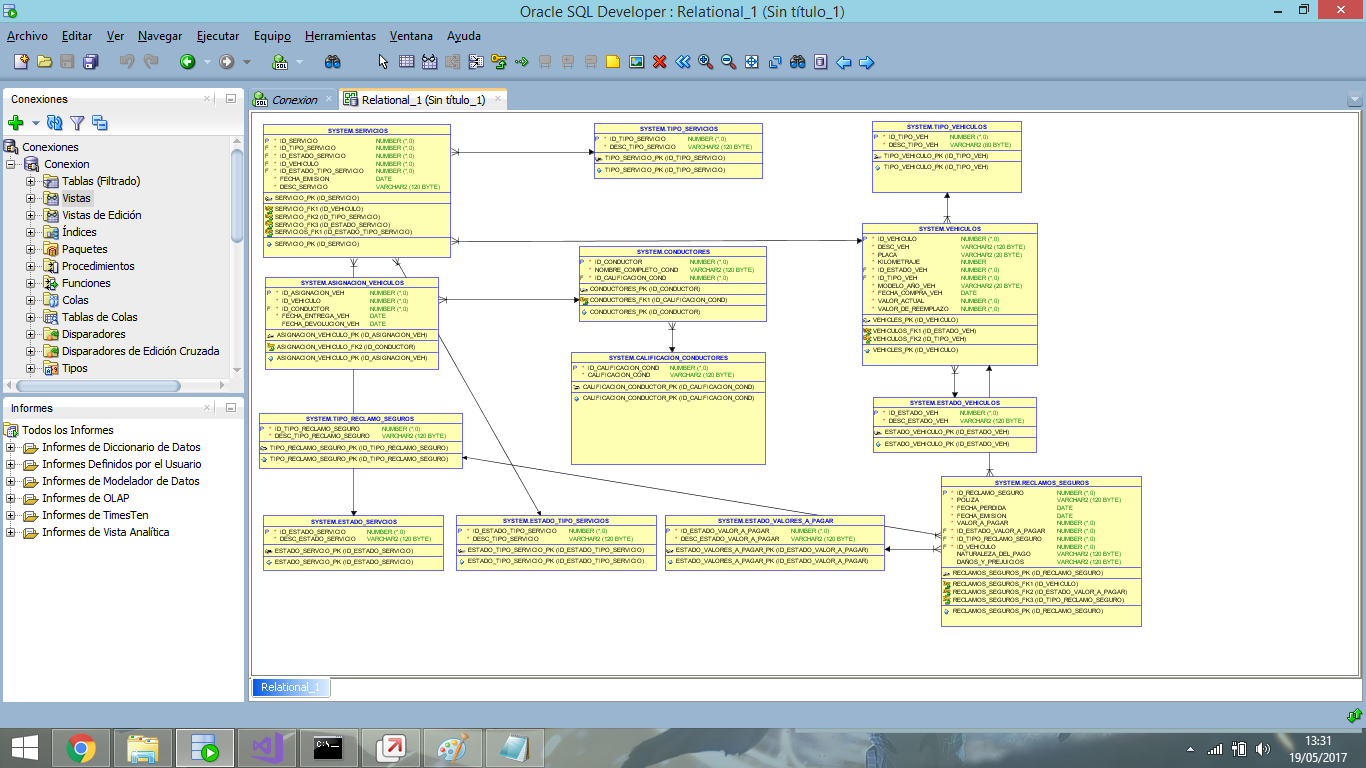 Oracle SQL Developer : Relational_1 (Sin título_1)
Archivo Editar Ver Navegar Ejecutar Equipo Herramientas Ventana Ayuda
Conexiones
Conexiones
Conexion
Tablas (Filtrado)
Vistas
Vistas de Edición
Índices
Paquetes
Procedimientos
Funciones
Colas
Tablas de Colas
Disparadores
Disparadores de Edición Cruzada
Tipos
Informes
Todos los Informes
Informes de Diccionario de Datos
Informes Definidos por el Usuario
Informes de Modelador de Datos
Informes de OLAP
Informes de TimesTen
Informes de Vista Analítica
Conexion
Relational_1 (Sin título_1)
SYSTEM.SERVICIOS
P * ID_SERVICIO NUMBER (*,0)
F * ID_TIPO_SERVICIO NUMBER (*,0)
F * ID_ESTADO_SERVICIO NUMBER (*,0)
F * ID_VEHICULO NUMBER (*,0)
F * ID_ESTADO_TIPO_SERVICIO NUMBER (*,0)
* FECHA_EMISION DATE
* DESC_SERVICIO VARCHAR2 (120 BYTE)
SERVICIO_PK (ID_SERVICIO)
SERVICIO_FK1 (ID_VEHICULO)
SERVICIO_FK2 (ID_TIPO_SERVICIO)
SERVICIO_FK3 (ID_ESTADO_SERVICIO)
SERVICIOS_FK1 (ID_ESTADO_TIPO_SERVICIO)
SERVICIO_PK (ID_SERVICIO)
SYSTEM.TIPO_SERVICIOS
P * ID_TIPO_SERVICIO NUMBER (*,0)
* DESC_TIPO_SERVICIO VARCHAR2 (120 BYTE)
TIPO_SERVICIO_PK (ID_TIPO_SERVICIO)
TIPO_SERVICIO_PK (ID_TIPO_SERVICIO)
SYSTEM.TIPO_VEHICULOS
P * ID_TIPO_VEH NUMBER (*,0)
* DESC_TIPO_VEH VARCHAR2 (60 BYTE)
TIPO_VEHICULO_PK (ID_TIPO_VEH)
TIPO_VEHICULO_PK (ID_TIPO_VEH)
SYSTEM.VEHICULOS
P * ID_VEHICULO NUMBER (*,0)
* DESC_VEH VARCHAR2 (120 BYTE)
* PLACA VARCHAR2 (20 BYTE)
* KILOMETRAJE NUMBER
F * ID_ESTADO_VEH NUMBER (*,0)
F * ID_TIPO_VEH NUMBER (*,0)
* MODELO_AÑO_VEH VARCHAR2 (20 BYTE)
* FECHA_COMPRA_VEH DATE
* VALOR_ACTUAL NUMBER (*,0)
* VALOR_DE_REEMPLAZO NUMBER (*,0)
VEHICLES_PK (ID_VEHICULO)
VEHICULOS_FK1 (ID_ESTADO_VEH)
VEHICULOS_FK2 (ID_TIPO_VEH)
VEHICLES_PK (ID_VEHICULO)
SYSTEM.CONDUCTORES
P * ID_CONDUCTOR NUMBER (*,0)
* NOMBRE_COMPLETO_COND VARCHAR2 (120 BYTE)
F * ID_CALIFICACION_COND NUMBER (*,0)
CONDUCTORES_PK (ID_CONDUCTOR)
CONDUCTORES_FK1 (ID_CALIFICACION_COND)
CONDUCTORES_PK (ID_CONDUCTOR)
SYSTEM.ASIGNACION_VEHICULOS
P * ID_ASIGNACION_VEH NUMBER (*,0)
* ID_VEHICULO NUMBER (*,0)
F * ID_CONDUCTOR NUMBER (*,0)
* FECHA_ENTREGA_VEH DATE
FECHA_DEVOLUCION_VEH DATE
ASIGNACION_VEHICULO_PK (ID_ASIGNACION_VEH)
ASIGNACION_VEHICULO_FK2 (ID_CONDUCTOR)
ASIGNACION_VEHICULO_PK (ID_ASIGNACION_VEH)
SYSTEM.CALIFICACION_CONDUCTORES
P * ID_CALIFICACION_COND NUMBER (*,0)
* CALIFICACION_COND VARCHAR2 (120 BYTE)
CALIFICACION_CONDUCTOR_PK (ID_CALIFICACION_COND)
CALIFICACION_CONDUCTOR_PK (ID_CALIFICACION_COND)
SYSTEM.ESTADO_VEHICULOS
P * ID_ESTADO_VEH NUMBER (*,0)
* DESC_ESTADO_VEH VARCHAR2 (120 BYTE)
ESTADO_VEHICULO_PK (ID_ESTADO_VEH)
ESTADO_VEHICULO_PK (ID_ESTADO_VEH)
SYSTEM.TIPO_RECLAMO_SEGUROS
P * ID_TIPO_RECLAMO_SEGURO NUMBER (*,0)
* DESC_TIPO_RECLAMO_SEGURO VARCHAR2 (120 BYTE)
TIPO_RECLAMO_SEGURO_PK (ID_TIPO_RECLAMO_SEGURO)
TIPO_RECLAMO_SEGURO_PK (ID_TIPO_RECLAMO_SEGURO)
SYSTEM.ESTADO_SERVICIOS
P * ID_ESTADO_SERVICIO NUMBER (*,0)
* DESC_ESTADO_SERVICIO VARCHAR2 (120 BYTE)
ESTADO_SERVICIO_PK (ID_ESTADO_SERVICIO)
ESTADO_SERVICIO_PK (ID_ESTADO_SERVICIO)
SYSTEM.ESTADO_TIPO_SERVICIOS
P * ID_ESTADO_TIPO_SERVICIO NUMBER (*,0)
* DESC_TIPO_SERVICIO VARCHAR2 (120 BYTE)
ESTADO_TIPO_SERVICIO_PK (ID_ESTADO_TIPO_SERVICIO)
ESTADO_TIPO_SERVICIO_PK (ID_ESTADO_TIPO_SERVICIO)
SYSTEM.ESTADO_VALORES_A_PAGAR
P * ID_ESTADO_VALOR_A_PAGAR NUMBER (*,0)
* DESC_ESTADO_VALOR_A_PAGAR VARCHAR2 (120 BYTE)
ESTADO_VALORES_A_PAGAR_PK (ID_ESTADO_VALOR_A_PAGAR)
ESTADO_VALORES_A_PAGAR_PK (ID_ESTADO_VALOR_A_PAGAR)
SYSTEM.RECLAMOS_SEGUROS
P * ID_RECLAMO_SEGURO NUMBER (*,0)
* POLIZA VARCHAR2 (120 BYTE)
* FECHA_PERDIDA DATE
* FECHA_EMISION DATE
* VALOR_A_PAGAR NUMBER (*,0)
F * ID_ESTADO_VALOR_A_PAGAR NUMBER (*,0)
F * ID_TIPO_RECLAMO_SEGURO NUMBER (*,0)
F * ID_VEHICULO NUMBER (*,0)
NATURALEZA_DEL_PAGO VARCHAR2 (120 BYTE)
DAÑOS_Y_PREJUICIOS VARCHAR2 (120 BYTE)
RECLAMOS_SEGUROS_PK (ID_RECLAMO_SEGURO)
RECLAMOS_SEGUROS_FK1 (ID_VEHICULO)
RECLAMOS_SEGUROS_FK2 (ID_ESTADO_VALOR_A_PAGAR)
RECLAMOS_SEGUROS_FK3 (ID_TIPO_RECLAMO_SEGURO)
RECLAMOS_SEGUROS_PK (ID_RECLAMO_SEGURO)
Relational_1
13:31
19/05/2017